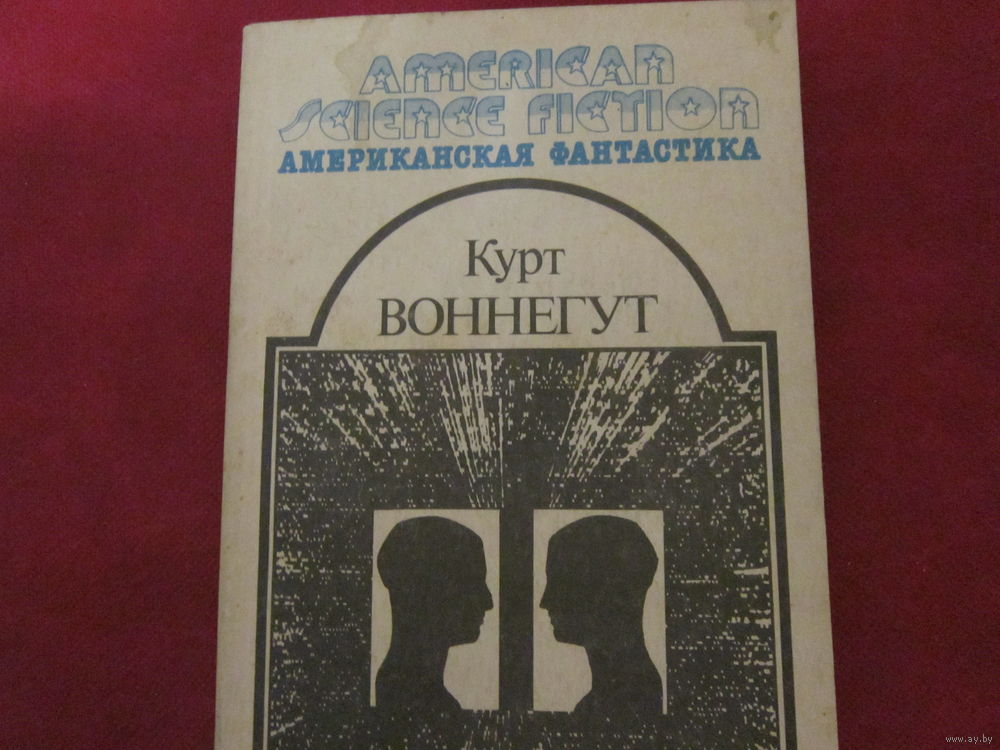 AMERICAN
SCIENCE FICTION
АМЕРИКАНСКАЯ ФАНТАСТИКА
Курт
ВОННЕГУТ
www.ay.by